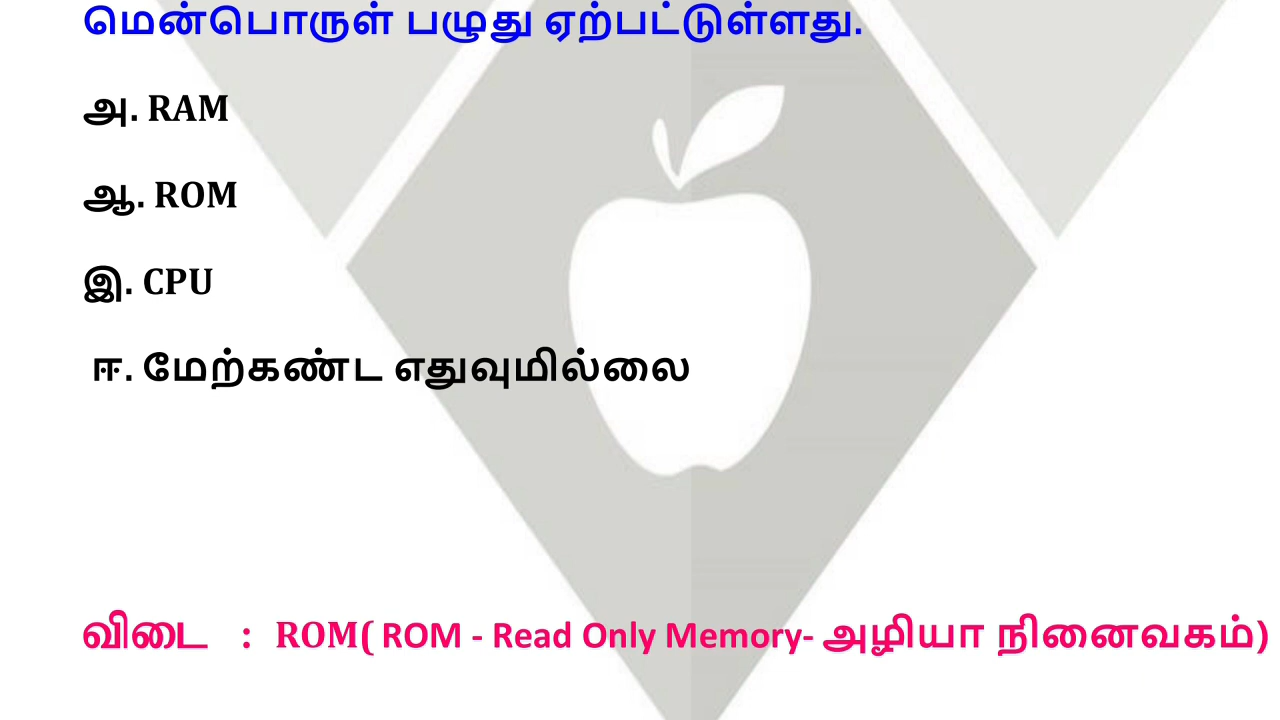 மென்பொருள் பழுது ஏற்பட்டுள்ளது.
அ. RAM
ஆ. ROM
இ. CPU
ஈ. மேற்கண்ட எதுவுமில்லை
விடை : ROM( ROM - Read Only Memory- அழியா நினைவகம்)